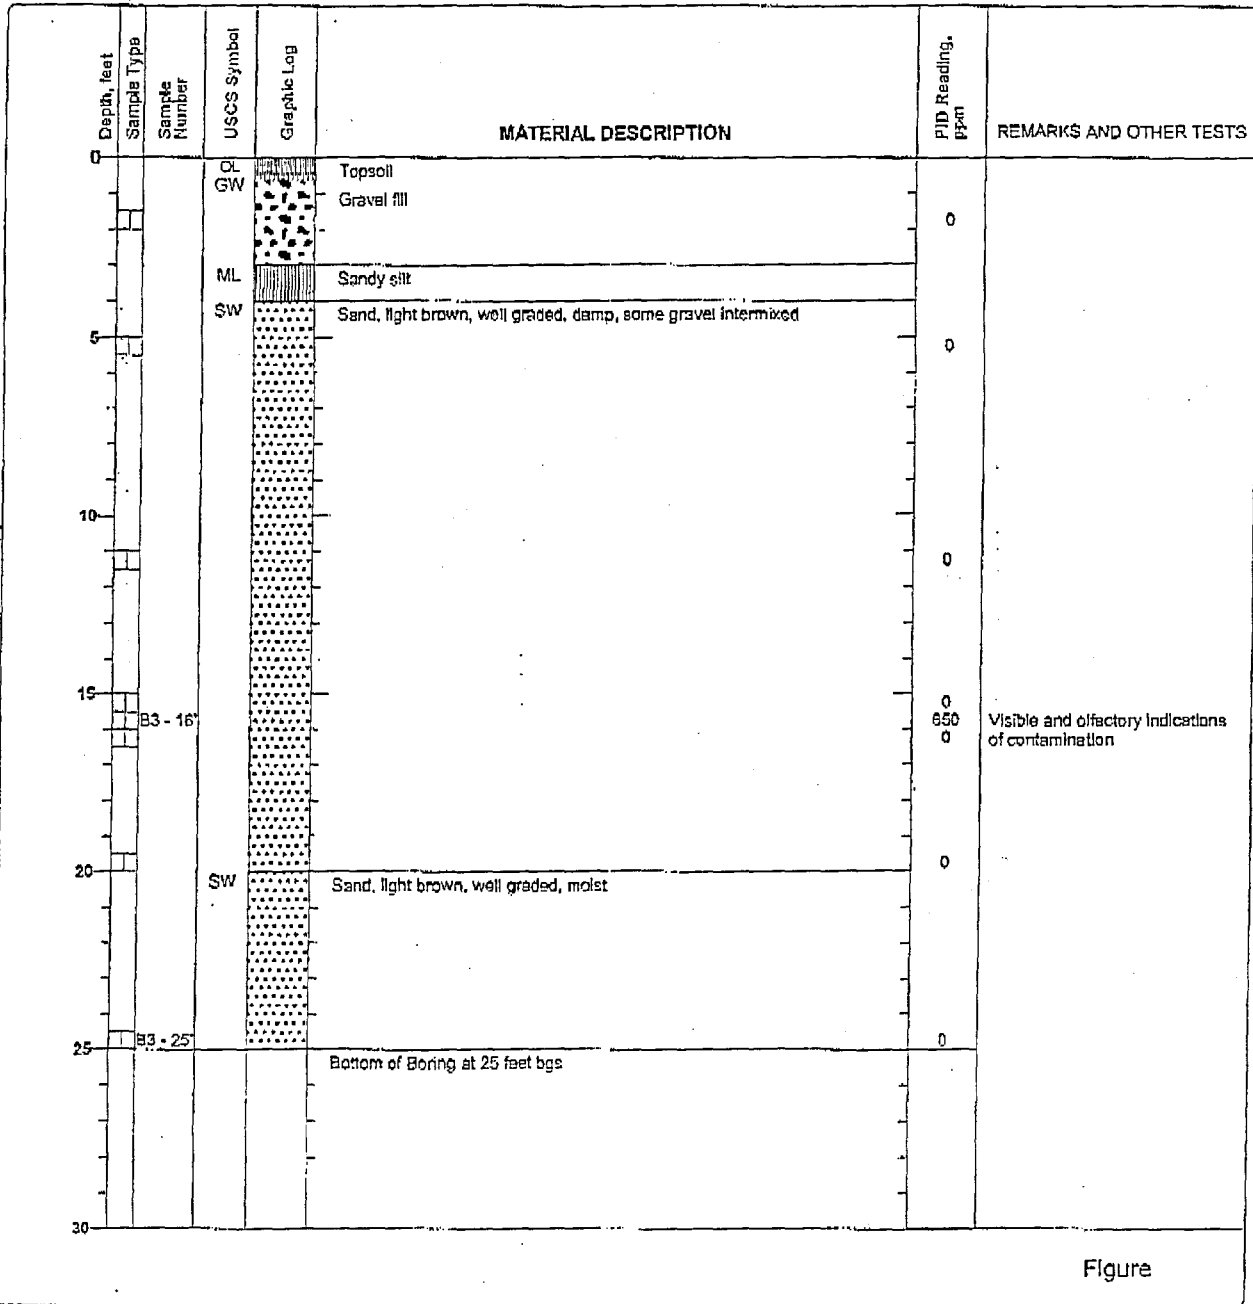 Depth, feet
Sample Type
Sample Number
USCS Symbol
Graphic Log
MATERIAL DESCRIPTION
PID Reading, ppm
REMARKS AND OTHER TESTS
0
OL
Topsoil
GW
Gravel fill
0
ML
Sandy silt
SW
Sand, light brown, well graded, damp, some gravel intermixed
5
0
10
0
15
0
B3 - 16'
650
Visible and olfactory indications
0
of contamination
0
20
SW
Sand, light brown, well graded, moist
B3 - 25'
0
25
Bottom of Boring at 25 feet bgs
30
Figure